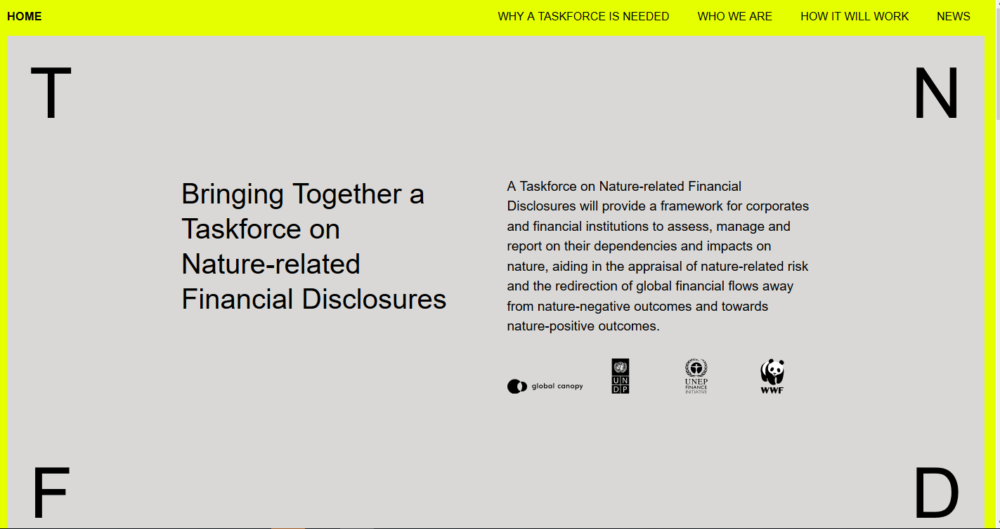 HOME WHY A TASKFORCE IS NEEDED WHO WE ARE HOW IT WILL WORK NEWS
T N
Bringing Together a
Taskforce on
Nature-related
Financial Disclosures
A Taskforce on Nature-related Financial
Disclosures will provide a framework for corporates
and financial institutions to assess, manage and
report on their dependencies and impacts on
nature, aiding in the appraisal of nature-related risk
and the redirection of global financial flows away
from nature-negative outcomes and towards
nature-positive outcomes.
global canopy
UN
DP
UNEP
FINANCE
INITIATIVE
WWF
F D